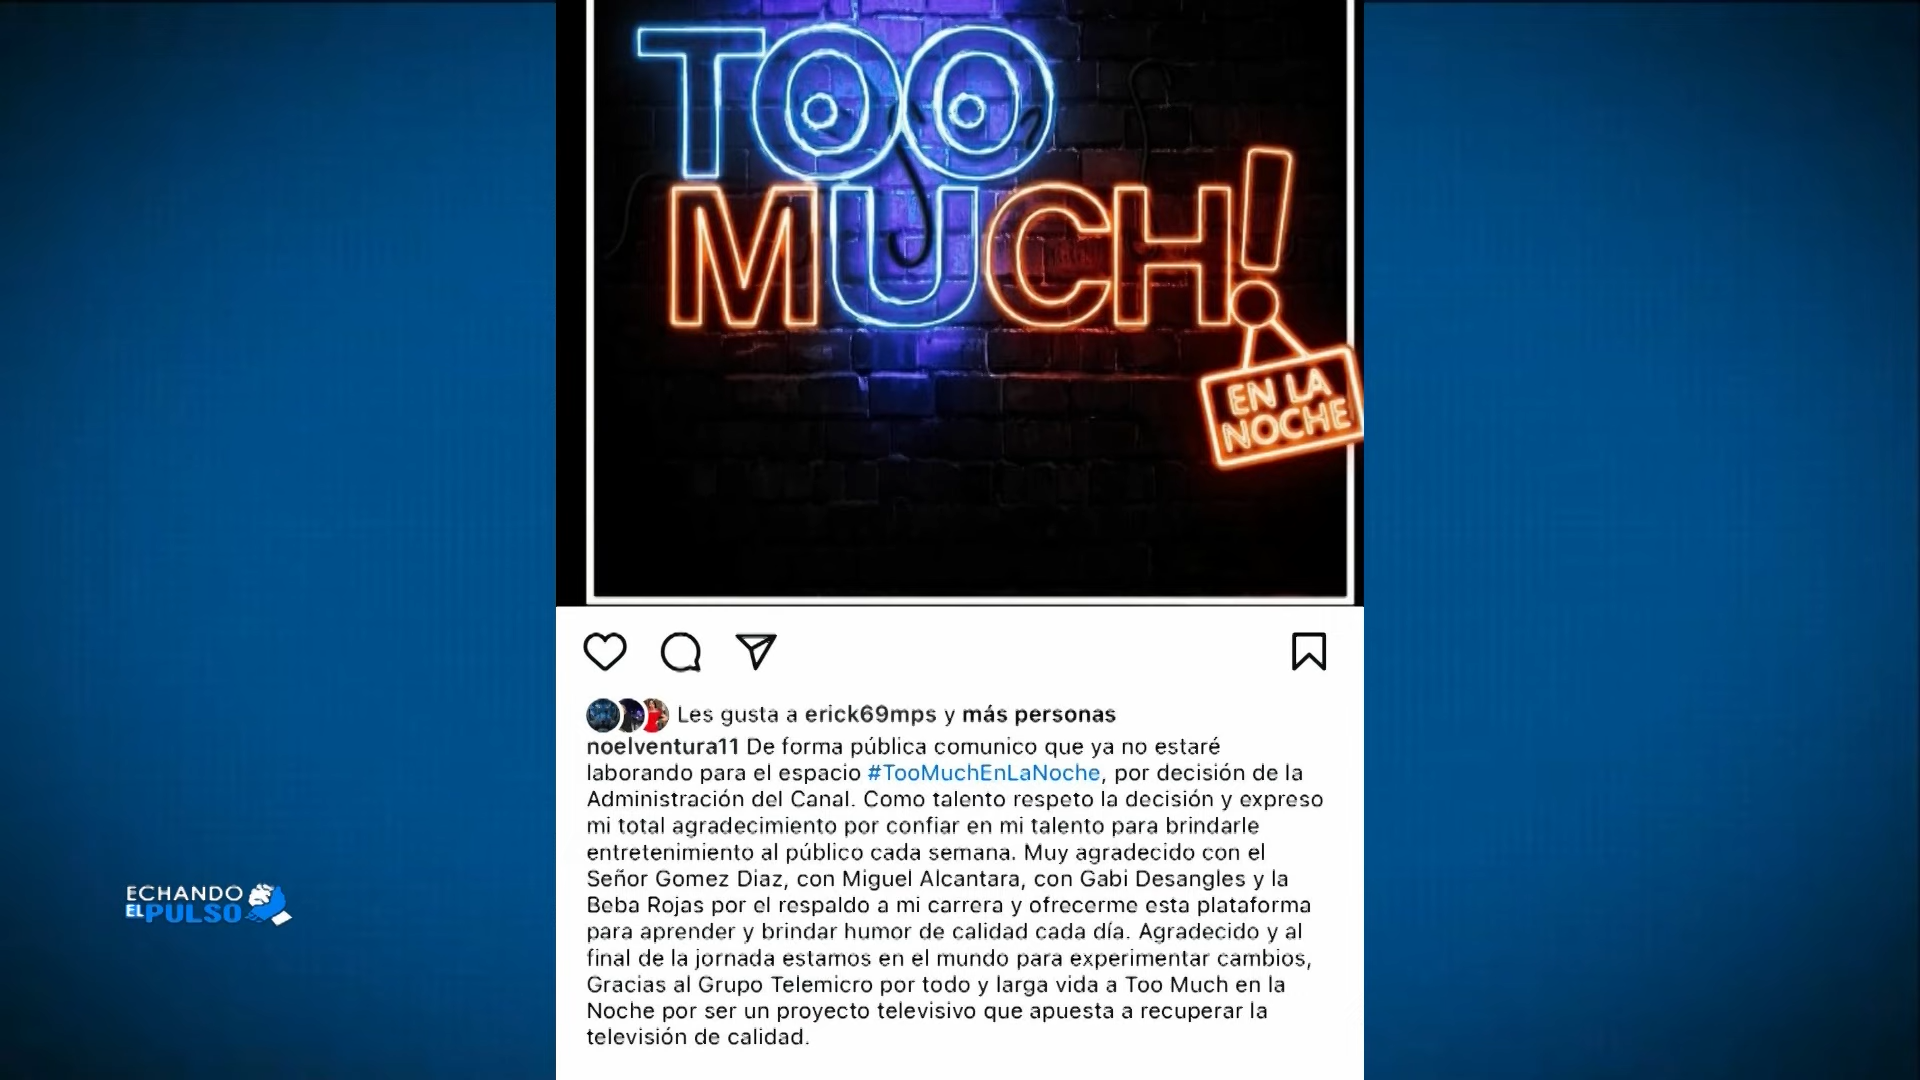 TOO
MUCH!
EN LA
NOCHE
Les gusta a erick69mps y más personas
noelventura11 De forma pública comunico que ya no estaré
laborando para el espacio #TooMuchEnLaNoche, por decisión de la
Administración del Canal. Como talento respeto la decisión y expreso
mi total agradecimiento por confiar en mi talento para brindarle
entretenimiento al público cada semana. Muy agradecido con el
Señor Gomez Diaz, con Miguel Alcantara, con Gabi Desangles y la
Beba Rojas por el respaldo a mi carrera y ofrecerme esta plataforma
para aprender y brindar humor de calidad cada día. Agradecido y al
final de la jornada estamos en el mundo para experimentar cambios,
Gracias al Grupo Telemicro por todo y larga vida a Too Much en la
Noche por ser un proyecto televisivo que apuesta a recuperar la
televisión de calidad.
ECHANDO
EL PULSO